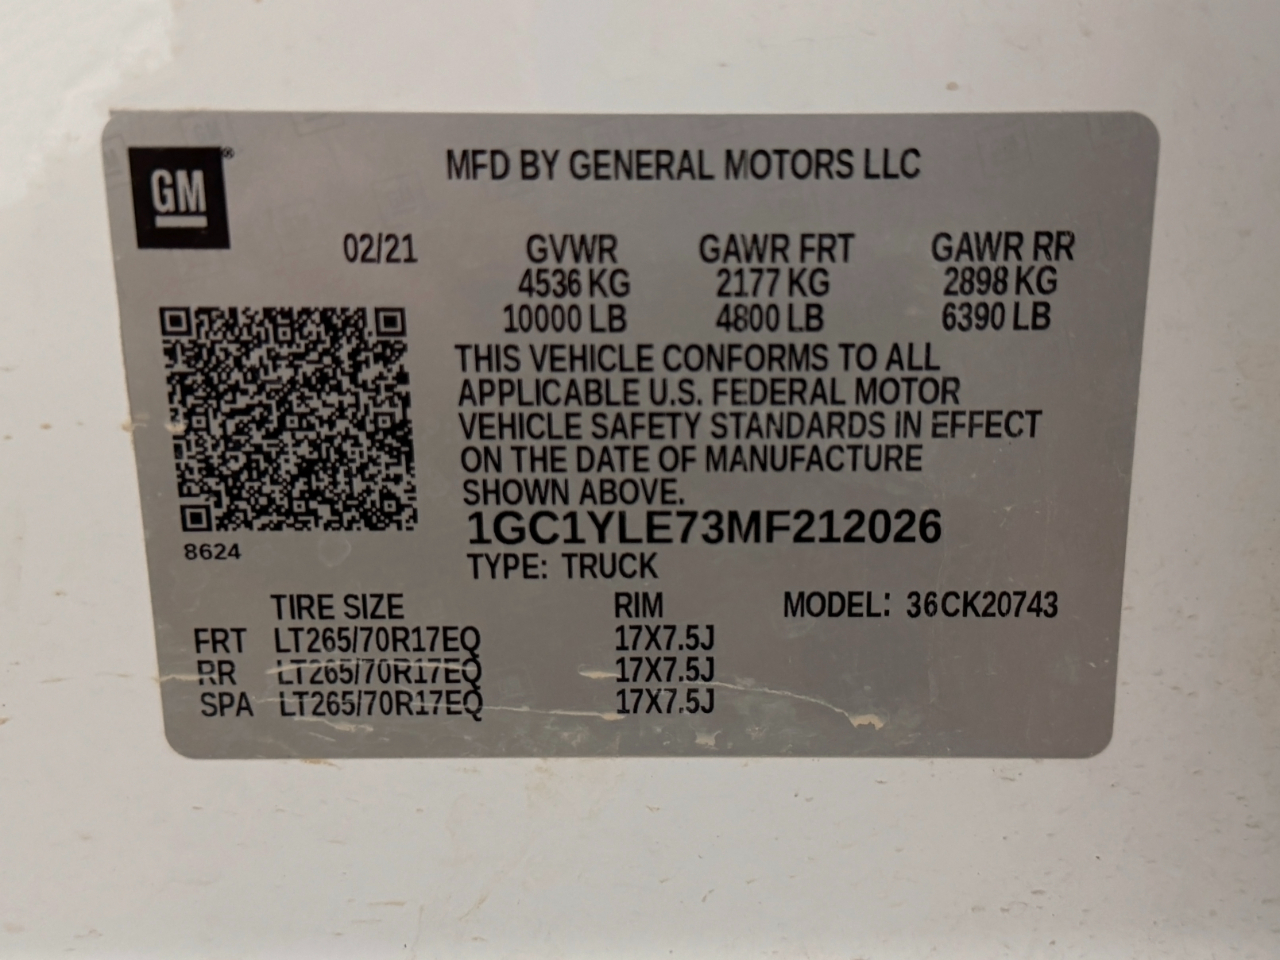 GM ®
MFD BY GENERAL MOTORS LLC
02/21 GVWR GAWR FRT GAWR RR
4536 KG 2177 KG 2898 KG
10000 LB 4800 LB 6390 LB
THIS VEHICLE CONFORMS TO ALL
APPLICABLE U.S. FEDERAL MOTOR
VEHICLE SAFETY STANDARDS IN EFFECT
ON THE DATE OF MANUFACTURE
SHOWN ABOVE.
1GC1YLE73MF212026
8624
TYPE: TRUCK
TIRE SIZE RIM MODEL: 36CK20743
FRT LT265/70R17EQ 17X7.5J
RR LT265/70R17EQ 17X7.5J
SPA LT265/70R17EQ 17X7.5J